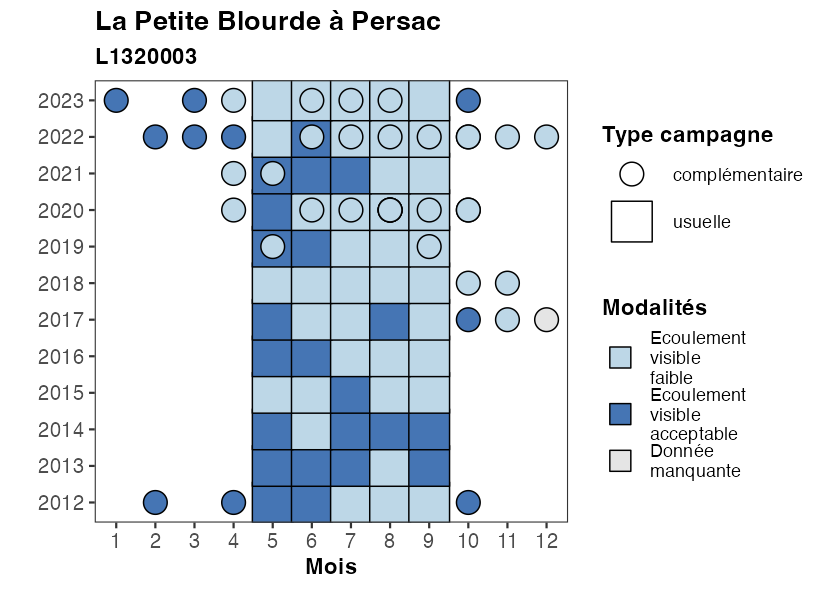 La Petite Blourde à Persac
L1320003
2023
2022
2021
2020
2019
2018
2017
2016
2015
2014
2013
2012
1 2 3 4 5 6 7 8 9 10 11 12
Mois
Type campagne
complémentaire
usuelle
Modalités
Ecoulement
visible
faible
Ecoulement
visible
acceptable
Donnée
manquante